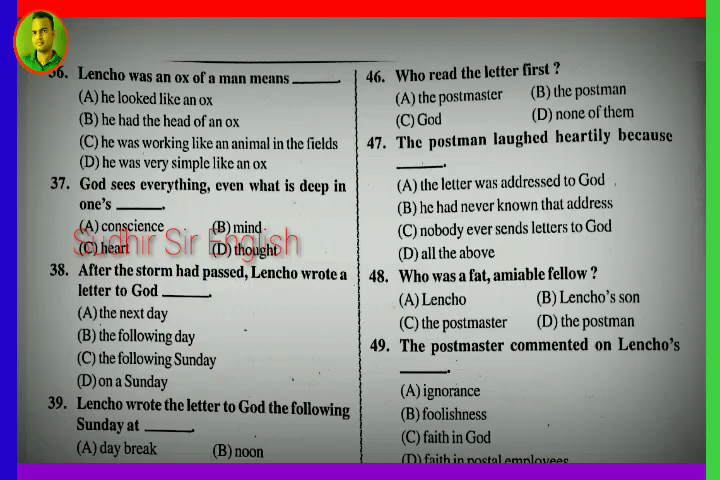 36. Lencho was an ox of a man means ______.
(A) he looked like an ox
(B) he had the head of an ox
(C) he was working like an animal in the fields
(D) he was very simple like an ox
37. God sees everything, even what is deep in
one's ______.
(A) conscience (B) mind
(C) heart (D) thought
Sudhir Sir English
38. After the storm had passed, Lencho wrote a
letter to God ______.
(A) the next day
(B) the following day
(C) the following Sunday
(D) on a Sunday
39. Lencho wrote the letter to God the following
Sunday at ______.
(A) day break (B) noon
46. Who read the letter first ?
(A) the postmaster (B) the postman
(C) God (D) none of them
47. The postman laughed heartily because
______.
(A) the letter was addressed to God
(B) he had never known that address
(C) nobody ever sends letters to God
(D) all the above
48. Who was a fat, amiable fellow ?
(A) Lencho (B) Lencho's son
(C) the postmaster (D) the postman
49. The postmaster commented on Lencho's
______.
(A) ignorance
(B) foolishness
(C) faith in God
(D) faith in postal employees